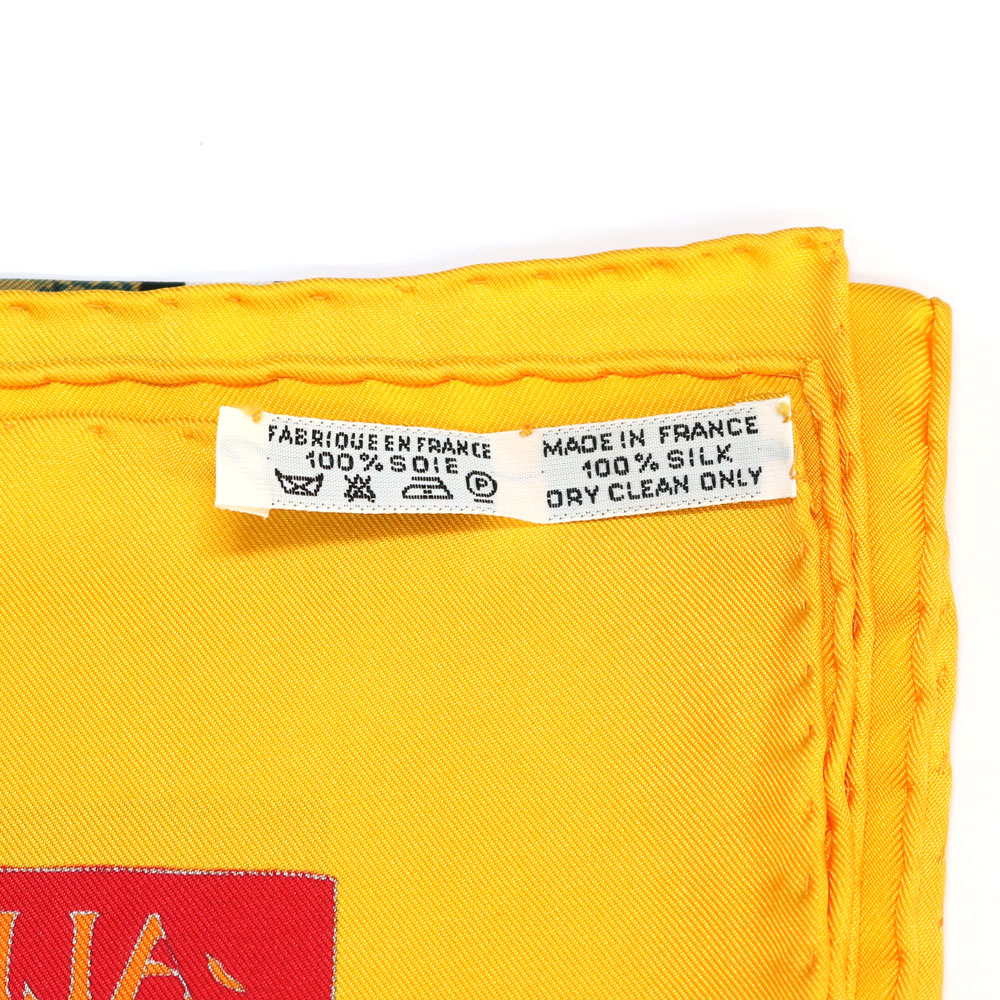 FABRIQUE EN FRANCE
100% SOIE
MADE IN FRANCE
100% SILK
DRY CLEAN ONLY